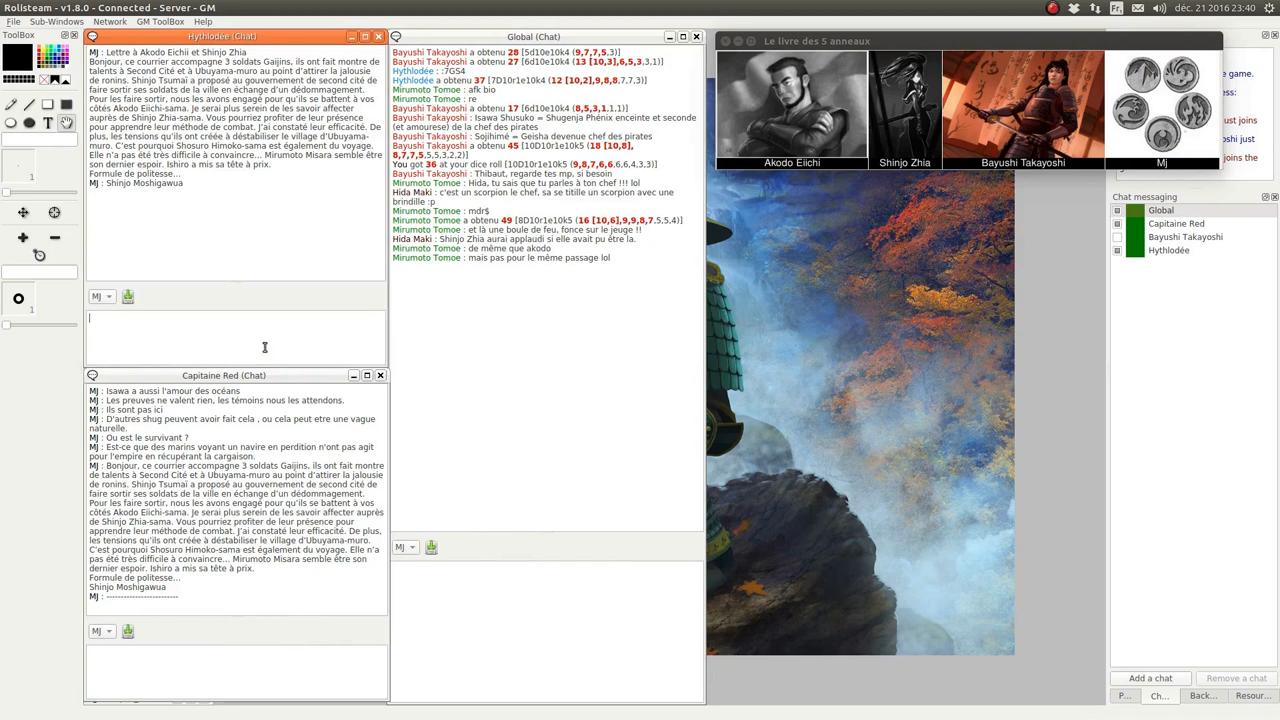 Rollisteam - v1.8.0 - Connected - Server - GM
Fr1
déc. 21 2016 23:40
File Sub-Windows Network GM ToolBox Help
ToolBox
1
1
Hythlodée (Chat)
MJ : Lettre à Akodo Eichii et Shinjo Zhia
Bonjour, ce courrier accompagne 3 soldats Gaijins, ils ont fait montre de
talents à Second Cité et à Ubuyama-muro au point d'attirer la jalousie
de ronins. Shinjo Tsumaï a proposé au gouvernement de second cité de
faire sortir ses soldats de la ville en échange d'un dédommagement.
Pour les faire sortir, nous les avons engagé pour qu'ils se battent à vos
côtés Akodo Eiichi-sama. Je serai plus serein de les savoir affecter
auprès de Shinjo Zhia-sama. Vous pourriez profiter de leur présence
pour apprendre leur méthode de combat. J'ai constaté leur efficacité. De
plus, les tensions qu'ils ont créée à déstabiliser le village d'Ubuyama-
muro. C'est pourquoi Shosuro Himoko-sama est également du voyage.
Elle n'a pas été très difficile à convaincre... Mirumoto Misara semble être son
dernier espoir. Ishiro a mis sa tête à prix.
Formule de politesse...
MJ : Shinjo Moshigawua
MJ
Capitaine Red (Chat)
MJ : Isawa a aussi l'amour des océans
MJ : Les preuves ne valent rien, les témoins nous les attendons.
MJ : Ils sont pas ici
MJ : D'autres shug peuvent avoir fait cela , ou cela peut etre une vague
naturelle.
MJ : Ou est le survivant ?
MJ : Est-ce que des marins voyant un navire en perdition n'ont pas agit
pour l'empire en récupérant la cargaison.
MJ : Bonjour, ce courrier accompagne 3 soldats Gaijins, ils ont fait montre
de talents à Second Cité et à Ubuyama-muro au point d'attirer la jalousie
de ronins. Shinjo Tsumaï a proposé au gouvernement de second cité de
faire sortir ses soldats de la ville en échange d'un dédommagement.
Pour les faire sortir, nous les avons engagé pour qu'ils se battent à vos
côtés Akodo Eiichi-sama. Je serai plus serein de les savoir affecter auprès
de Shinjo Zhia-sama. Vous pourriez profiter de leur présence pour
apprendre leur méthode de combat. J'ai constaté leur efficacité. De plus,
les tensions qu'ils ont créée à déstabiliser le village d'Ubuyama-muro.
C'est pourquoi Shosuro Himoko-sama est également du voyage. Elle n'a
pas été très difficile à convaincre... Mirumoto Misara semble être son
dernier espoir. Ishiro a mis sa tête à prix.
Formule de politesse...
Shinjo Moshigawua
MJ : ------------------------
MJ
Global (Chat)
Bayushi Takayoshi a obtenu 28 [5d10e10k4 (9,7,7,5,3)]
Bayushi Takayoshi a obtenu 27 [6d10e10k4 (13 [10,3],6,5,3,3,1)]
Hythlodée : :7GS4
Hythlodée a obtenu 37 [7D10r1e10k4 (12 [10,2],9,8,8,7,7,3)]
Mirumoto Tomoe : afk bio
Mirumoto Tomoe : re
Bayushi Takayoshi a obtenu 17 [6d10e10k4 (8,5,3,1,1,1)]
Bayushi Takayoshi : Isawa Shusuko = Shugenja Phénix enceinte et seconde
(et amourese) de la chef des pirates
Bayushi Takayoshi : Sojihimé = Geisha devenue chef des pirates
Bayushi Takayoshi a obtenu 45 [10D10r1e10k5 (18 [10,8],
8,7,7,5,5,5,3,2,2)]
You got 36 at your dice roll [10D10r1e10k5 (9,8,7,6,6,6,6,4,3,3)]
Bayushi Takayoshi : Thibaut, regarde tes mp, si besoin
Mirumoto Tomoe : Hida, tu sais que tu parles à ton chef !!! lol
Hida Maki : c'est un scorpion le chef, sa se titille un scorpion avec une
brindille :p
Mirumoto Tomoe : mdr$
Mirumoto Tomoe a obtenu 49 [8D10r1e10k5 (16 [10,6],9,9,8,7,5,5,4)]
Mirumoto Tomoe : et là une boule de feu, fonce sur le jeuge !!
Hida Maki : Shinjo Zhia aurai applaudi si elle avait pu être la.
Mirumoto Tomoe : de même que akodo
Mirumoto Tomoe : mais pas pour le même passage lol
MJ
Le livre des 5 anneaux
Akodo Eiichi
Shinjo Zhia
Bayushi Takayoshi
Mj
e game.
ess:
just joins
shi just
joins the
Chat messaging
Global
Capitaine Red
Bayushi Takayoshi
Hythlodée
Add a chat
Remove a chat
P...
Ch...
Back...
Resour...